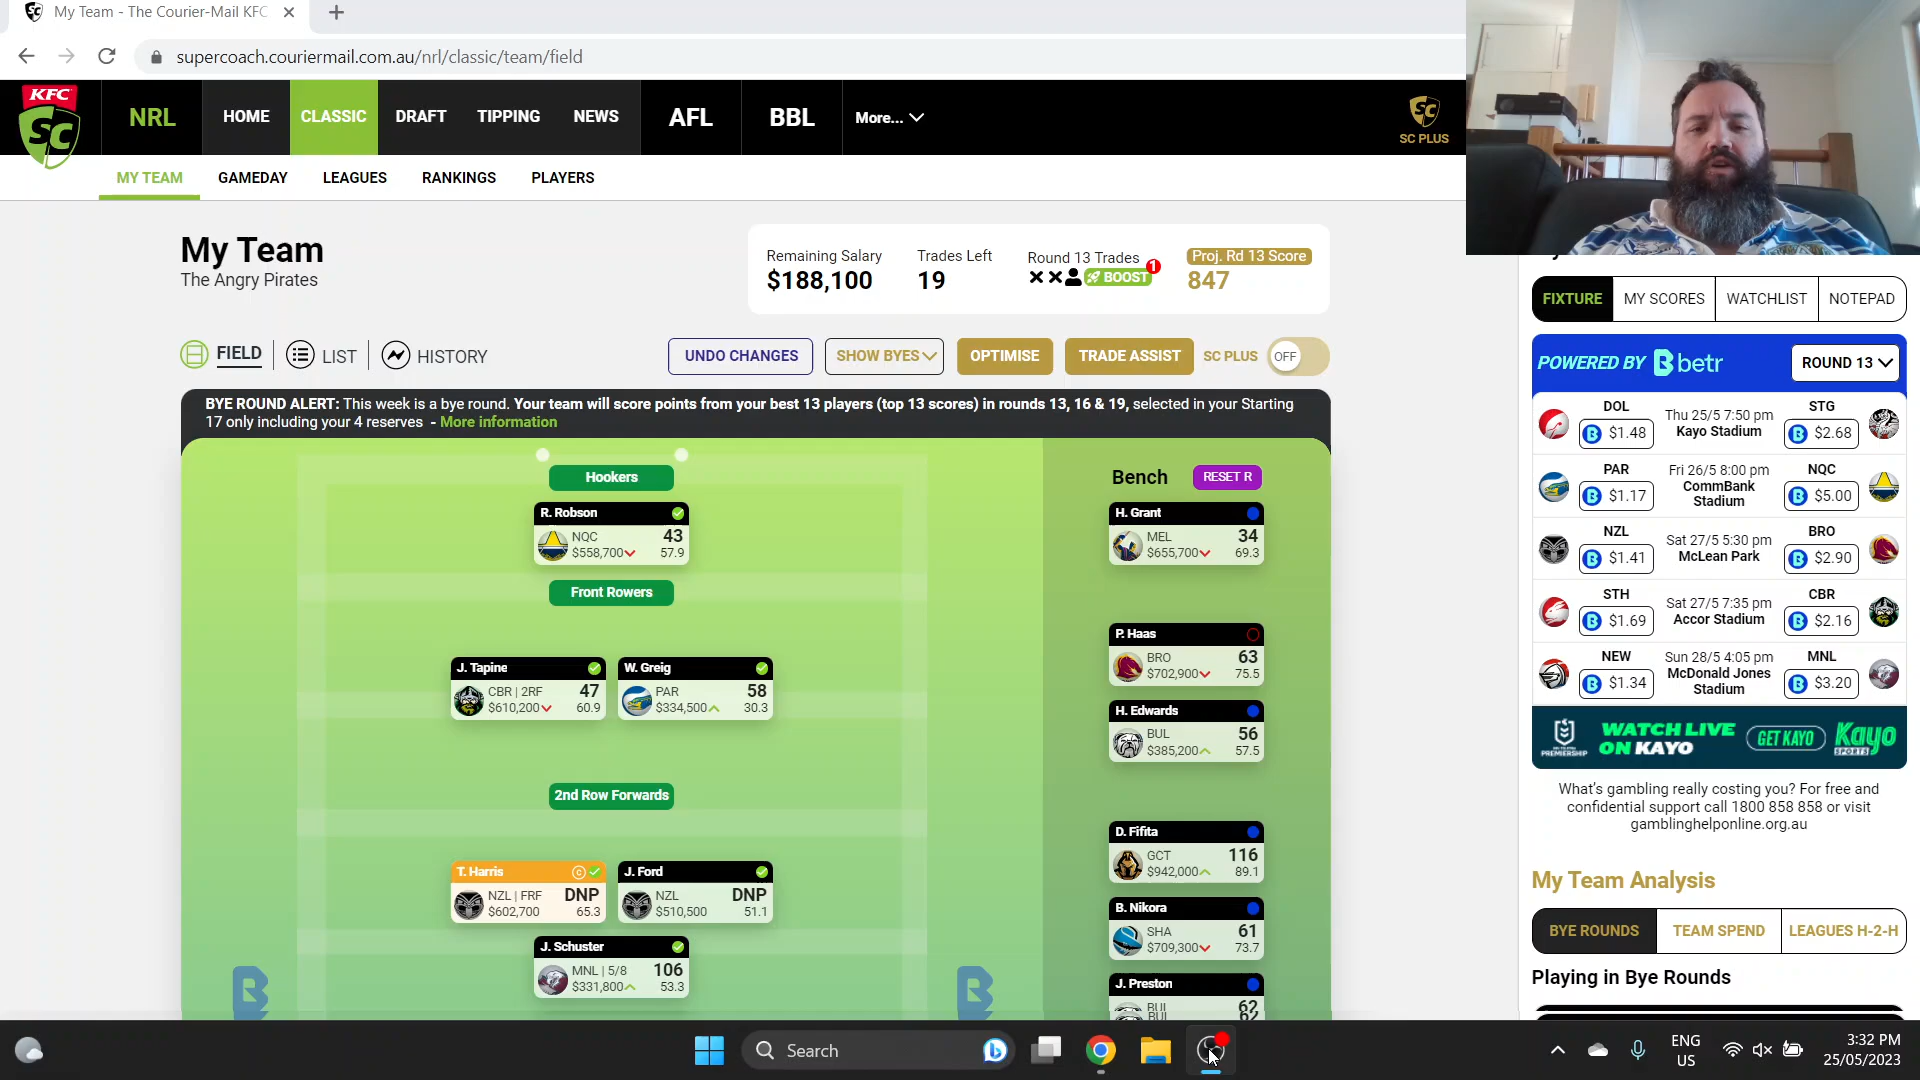 My Team - The Courier-Mail KFC
supercoach.couriermail.com.au/nrl/classic/team/field
KFC
SC
NRL
HOME
CLASSIC
DRAFT
TIPPING
NEWS
AFL
BBL
More...
SC
SC PLUS
MY TEAM
GAMEDAY
LEAGUES
RANKINGS
PLAYERS
My Team
The Angry Pirates
Remaining Salary
$188,100
Trades Left
19
Round 13 Trades
BOOST
1
Proj. Rd 13 Score
847
FIELD
LIST
HISTORY
UNDO CHANGES
SHOW BYES
OPTIMISE
TRADE ASSIST
SC PLUS
OFF
BYE ROUND ALERT: This week is a bye round. Your team will score points from your best 13 players (top 13 scores) in rounds 13, 16 & 19, selected in your Starting
17 only including your 4 reserves - More information
Hookers
R. Robson
NQC 43
$558,700 57.9
Front Rowers
J. Tapine
CBR | 2RF 47
$610,200 60.9
W. Greig
PAR 58
$334,500 30.3
2nd Row Forwards
T. Harris C
NZL | FRF DNP
$602,700 65.3
J. Ford
NZL DNP
$510,500 51.1
J. Schuster
MNL | 5/8 106
$331,800 53.3
Bench
RESET R
H. Grant
MEL 34
$655,700 69.3
P. Haas
BRO 63
$702,900 75.5
H. Edwards
BUL 56
$385,200 57.5
D. Fifita
GCT 116
$942,000 89.1
B. Nikora
SHA 61
$709,300 73.7
J. Preston
BUL 62
FIXTURE
MY SCORES
WATCHLIST
NOTEPAD
POWERED BY betr
ROUND 13
DOL Thu 25/5 7:50 pm STG
$1.48 Kayo Stadium $2.68
PAR Fri 26/5 8:00 pm NQC
$1.17 CommBank Stadium $5.00
NZL Sat 27/5 5:30 pm BRO
$1.41 McLean Park $2.90
STH Sat 27/5 7:35 pm CBR
$1.69 Accor Stadium $2.16
NEW Sun 28/5 4:05 pm MNL
$1.34 McDonald Jones Stadium $3.20
WATCH LIVE
ON KAYO
GET KAYO
Kayo
SPORTS
What's gambling really costing you? For free and
confidential support call 1800 858 858 or visit
gamblinghelponline.org.au
My Team Analysis
BYE ROUNDS
TEAM SPEND
LEAGUES H-2-H
Playing in Bye Rounds
Search
ENG
US
3:32 PM
25/05/2023